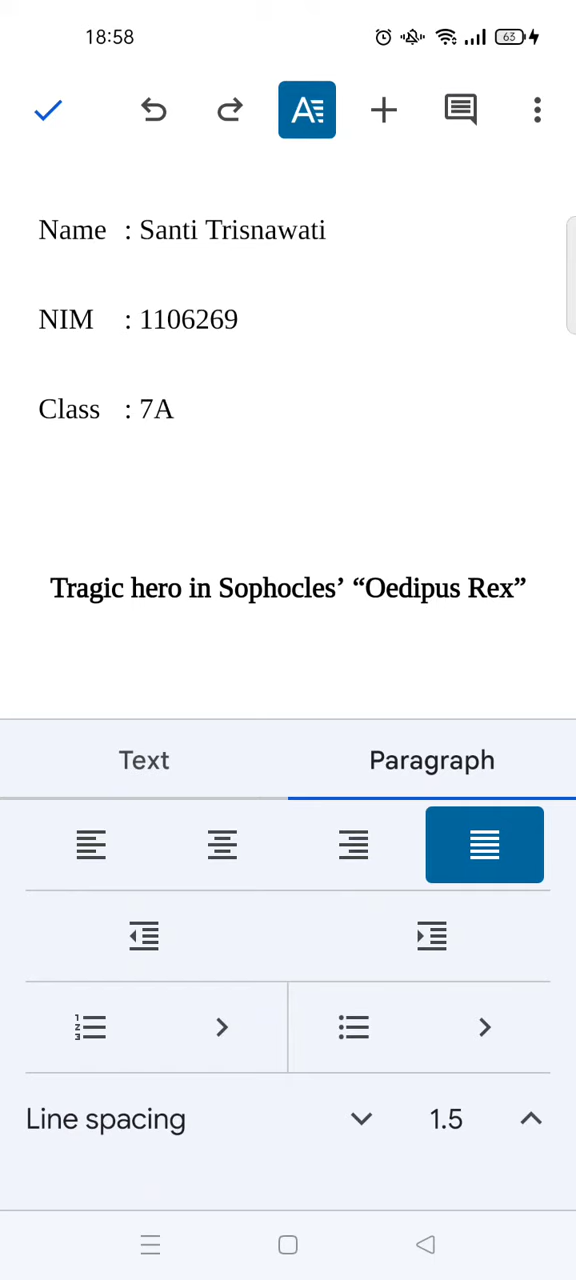 18:58
63
Name : Santi Trisnawati
NIM : 1106269
Class : 7A
Tragic hero in Sophocles’ “Oedipus Rex”
Text Paragraph
Line spacing 1.5